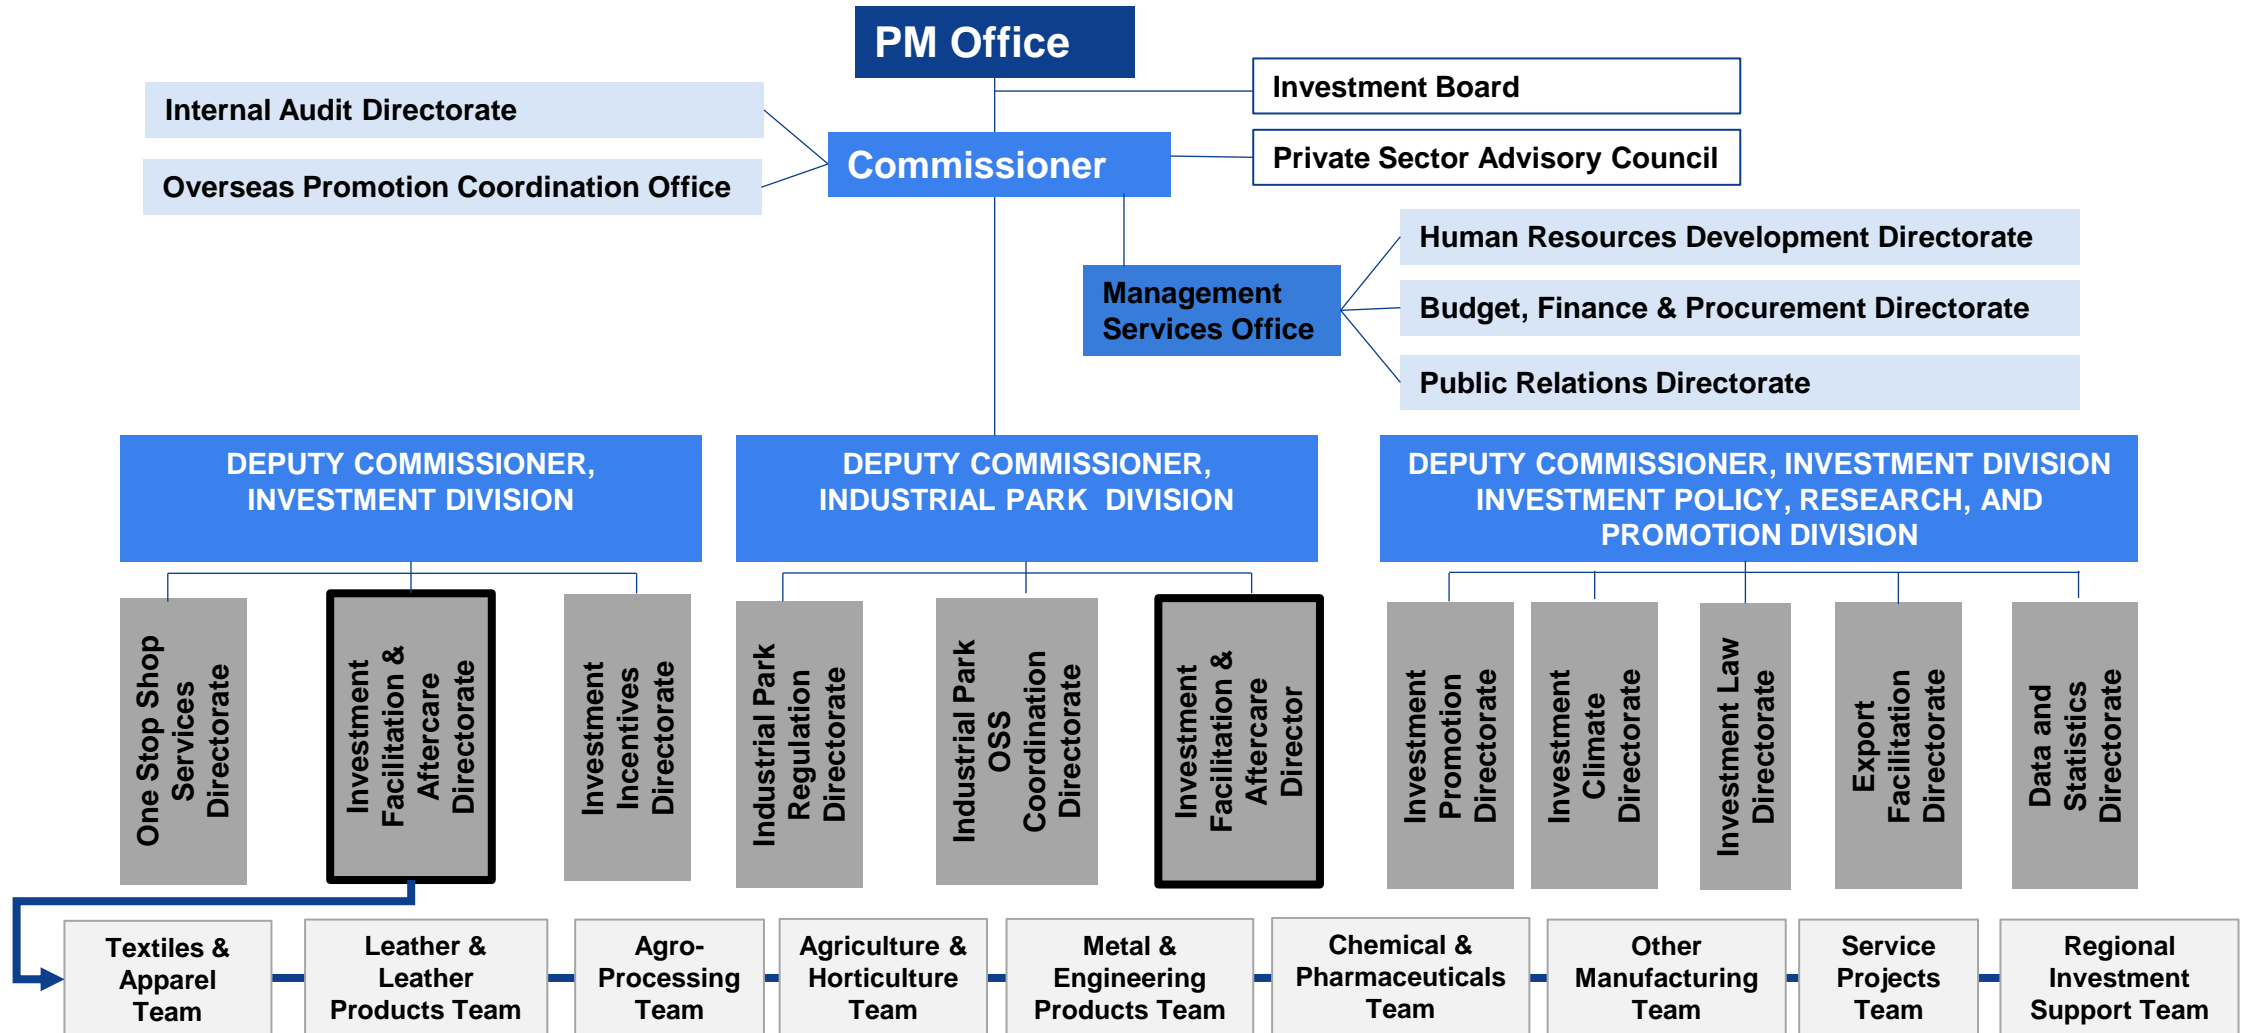 PM Office
Investment Board
Internal Audit Directorate
Commissioner
Private Sector Advisory Council
Overseas Promotion Coordination Office
Human Resources Development Directorate
Management
Services Office
Budget, Finance & Procurement Directorate
Public Relations Directorate
DEPUTY COMMISSIONER,
INVESTMENT DIVISION
DEPUTY COMMISSIONER,
INDUSTRIAL PARK DIVISION
DEPUTY COMMISSIONER, INVESTMENT DIVISION
INVESTMENT POLICY, RESEARCH, AND
PROMOTION DIVISION
One Stop Shop
Services
Directorate
Investment
Facilitation &
Aftercare
Directorate
Investment
Incentives
Directorate
Industrial Park
Regulation
Directorate
Industrial Park
OSS
Coordination
Directorate
Investment
Facilitation &
Aftercare
Director
Investment
Promotion
Directorate
Investment
Climate
Directorate
Investment Law
Directorate
Export
Facilitation
Directorate
Data and
Statistics
Directorate
Textiles &
Apparel
Team
Leather &
Leather
Products Team
Agro-
Processing
Team
Agriculture &
Horticulture
Team
Metal &
Engineering
Products Team
Chemical &
Pharmaceuticals
Team
Other
Manufacturing
Team
Service
Projects
Team
Regional
Investment
Support Team